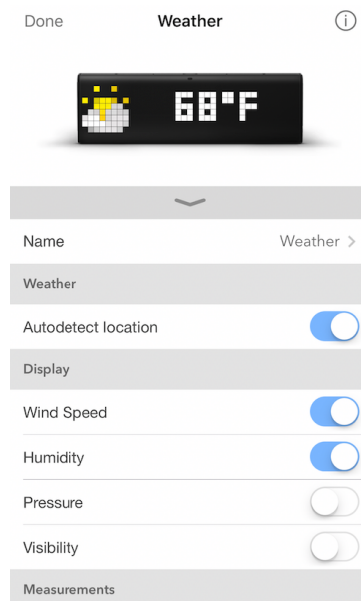 Done Weather i
68°F
Name Weather
Weather
Autodetect location
Display
Wind Speed
Humidity
Pressure
Visibility
Measurements